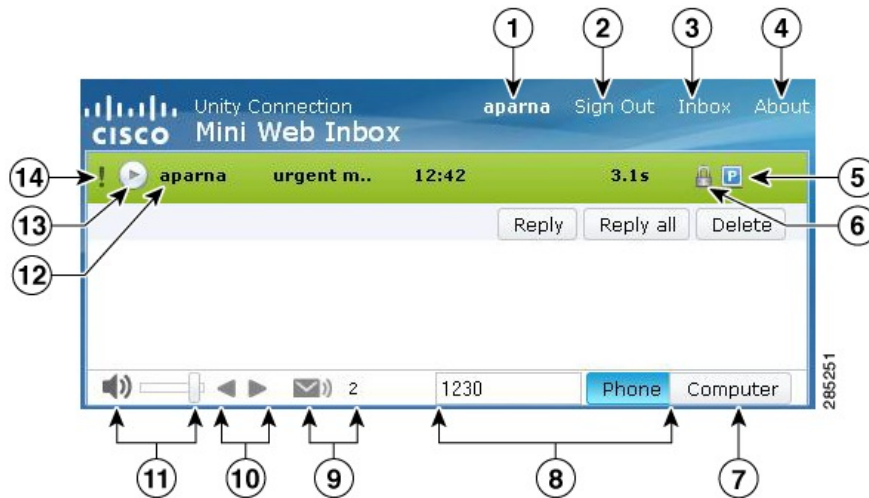 1 2 3 4
Unity Connection aparna Sign Out Inbox About
CISCO Mini Web Inbox
14 ! aparna urgent m.. 12:42 3.1s P 5
13 Reply Reply all Delete 6
12
2 1230 Phone Computer
285251
11 10 9 8 7